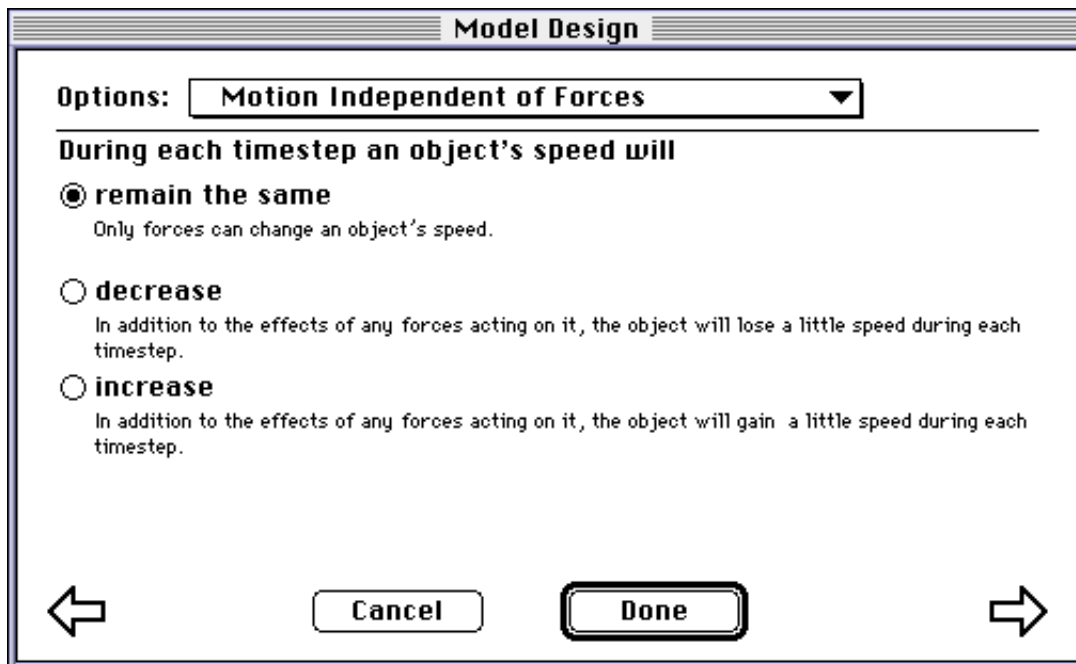 Model Design
Options: Motion Independent of Forces
During each timestep an object's speed will
remain the same
Only forces can change an object's speed.
decrease
In addition to the effects of any forces acting on it, the object will lose a little speed during each
timestep.
increase
In addition to the effects of any forces acting on it, the object will gain a little speed during each
timestep.
Cancel Done